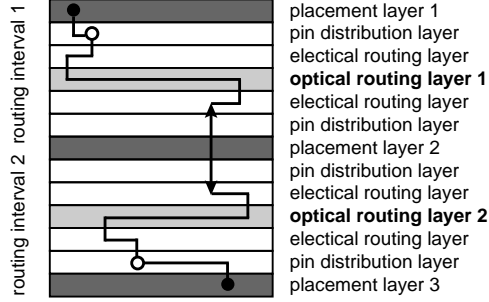 routing interval 1
routing interval 2
placement layer 1
pin distribution layer
electical routing layer
optical routing layer 1
electical routing layer
pin distribution layer
placement layer 2
pin distribution layer
electical routing layer
optical routing layer 2
electical routing layer
pin distribution layer
placement layer 3